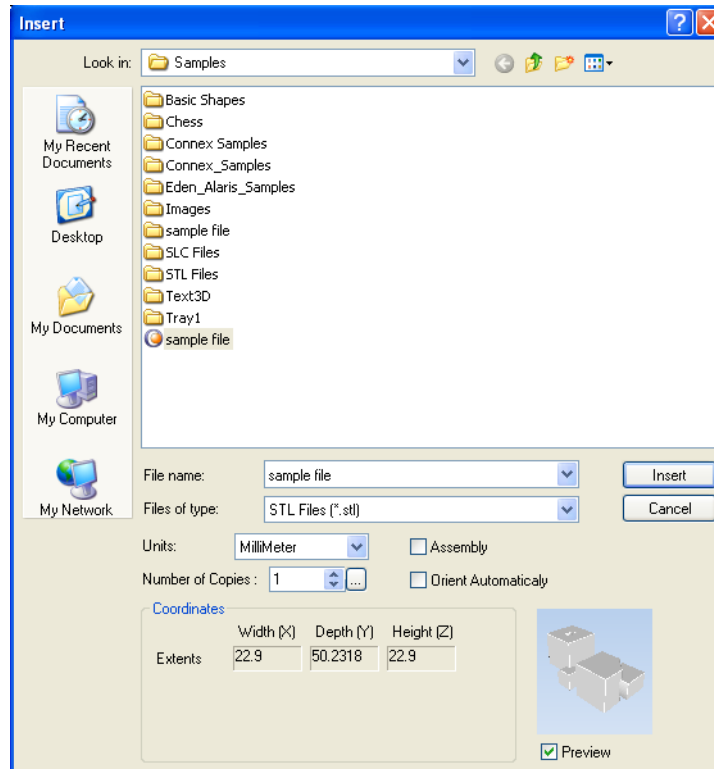 Insert
Look in: Samples
My Recent Documents
Desktop
My Documents
My Computer
My Network
Basic Shapes
Chess
Connex Samples
Connex_Samples
Eden_Alaris_Samples
Images
sample file
SLC Files
STL Files
Text3D
Tray1
sample file
File name: sample file Insert
Files of type: STL Files (*.stl) Cancel
Units: MilliMeter Assembly
Number of Copies : 1 ... Orient Automaticaly
Coordinates
Width (X) Depth (Y) Height (Z)
Extents 22.9 50.2318 22.9
Preview